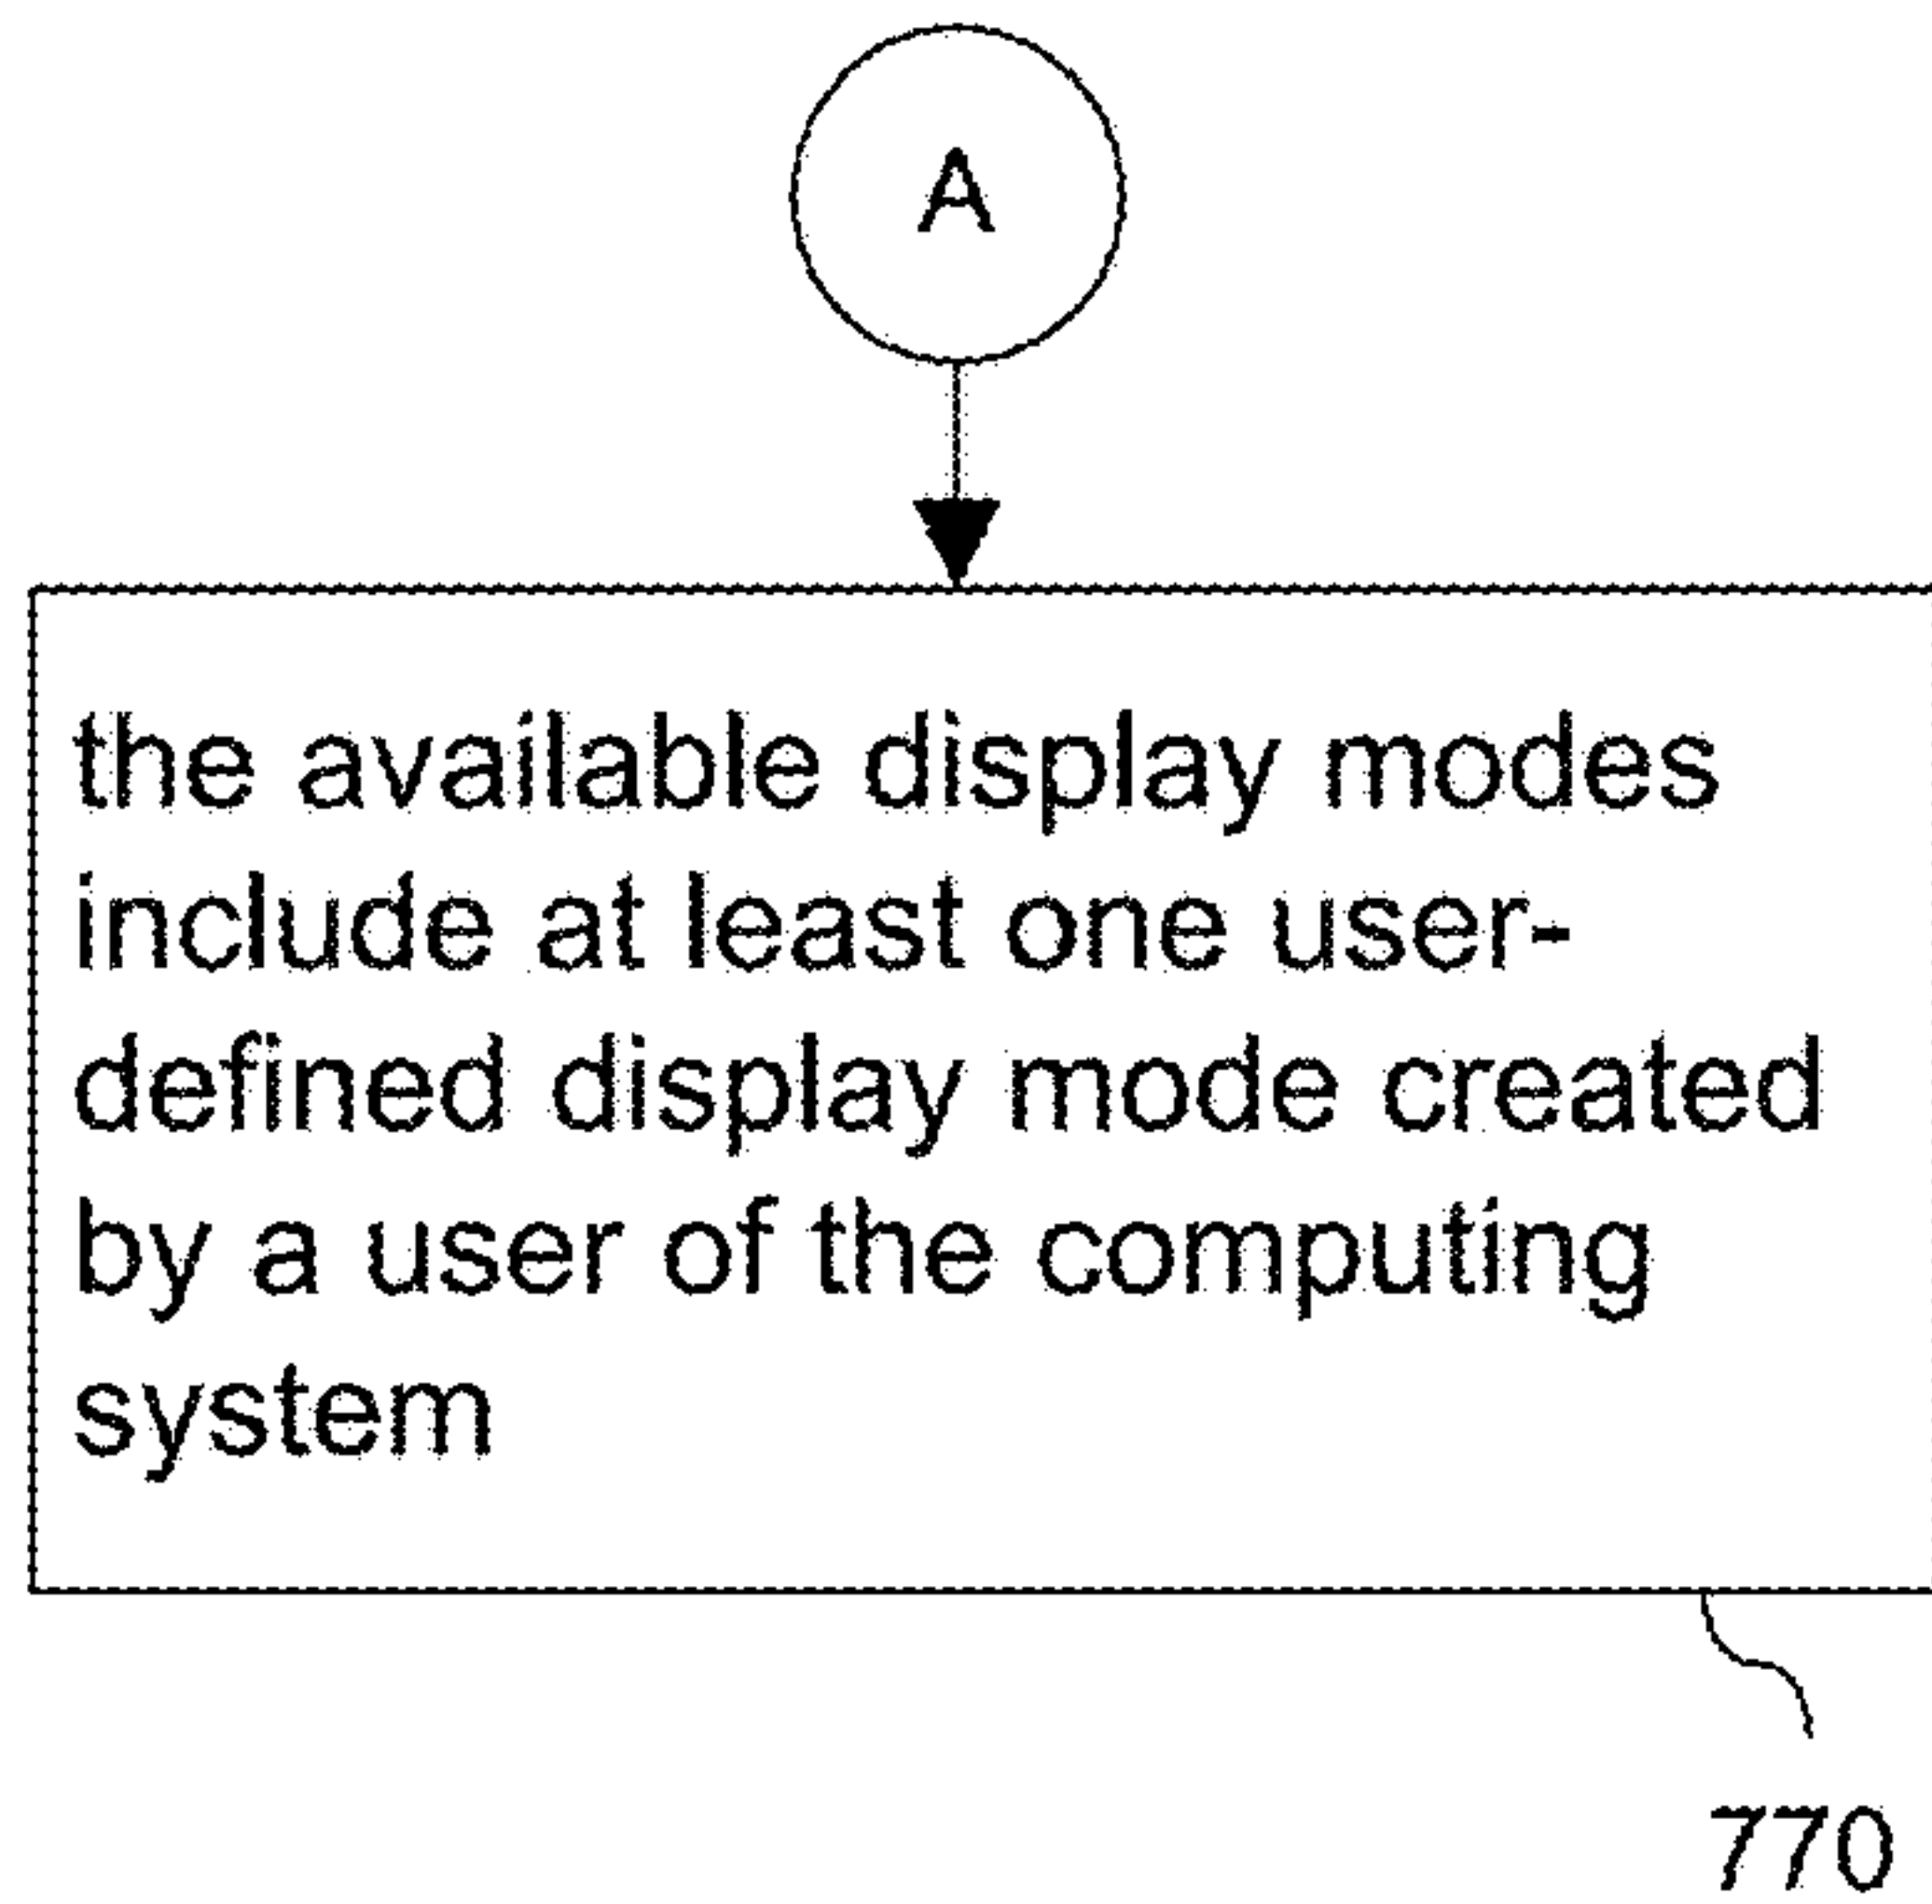 A
the available display modes
include at least one user-
defined display mode created
by a user of the computing
system
770